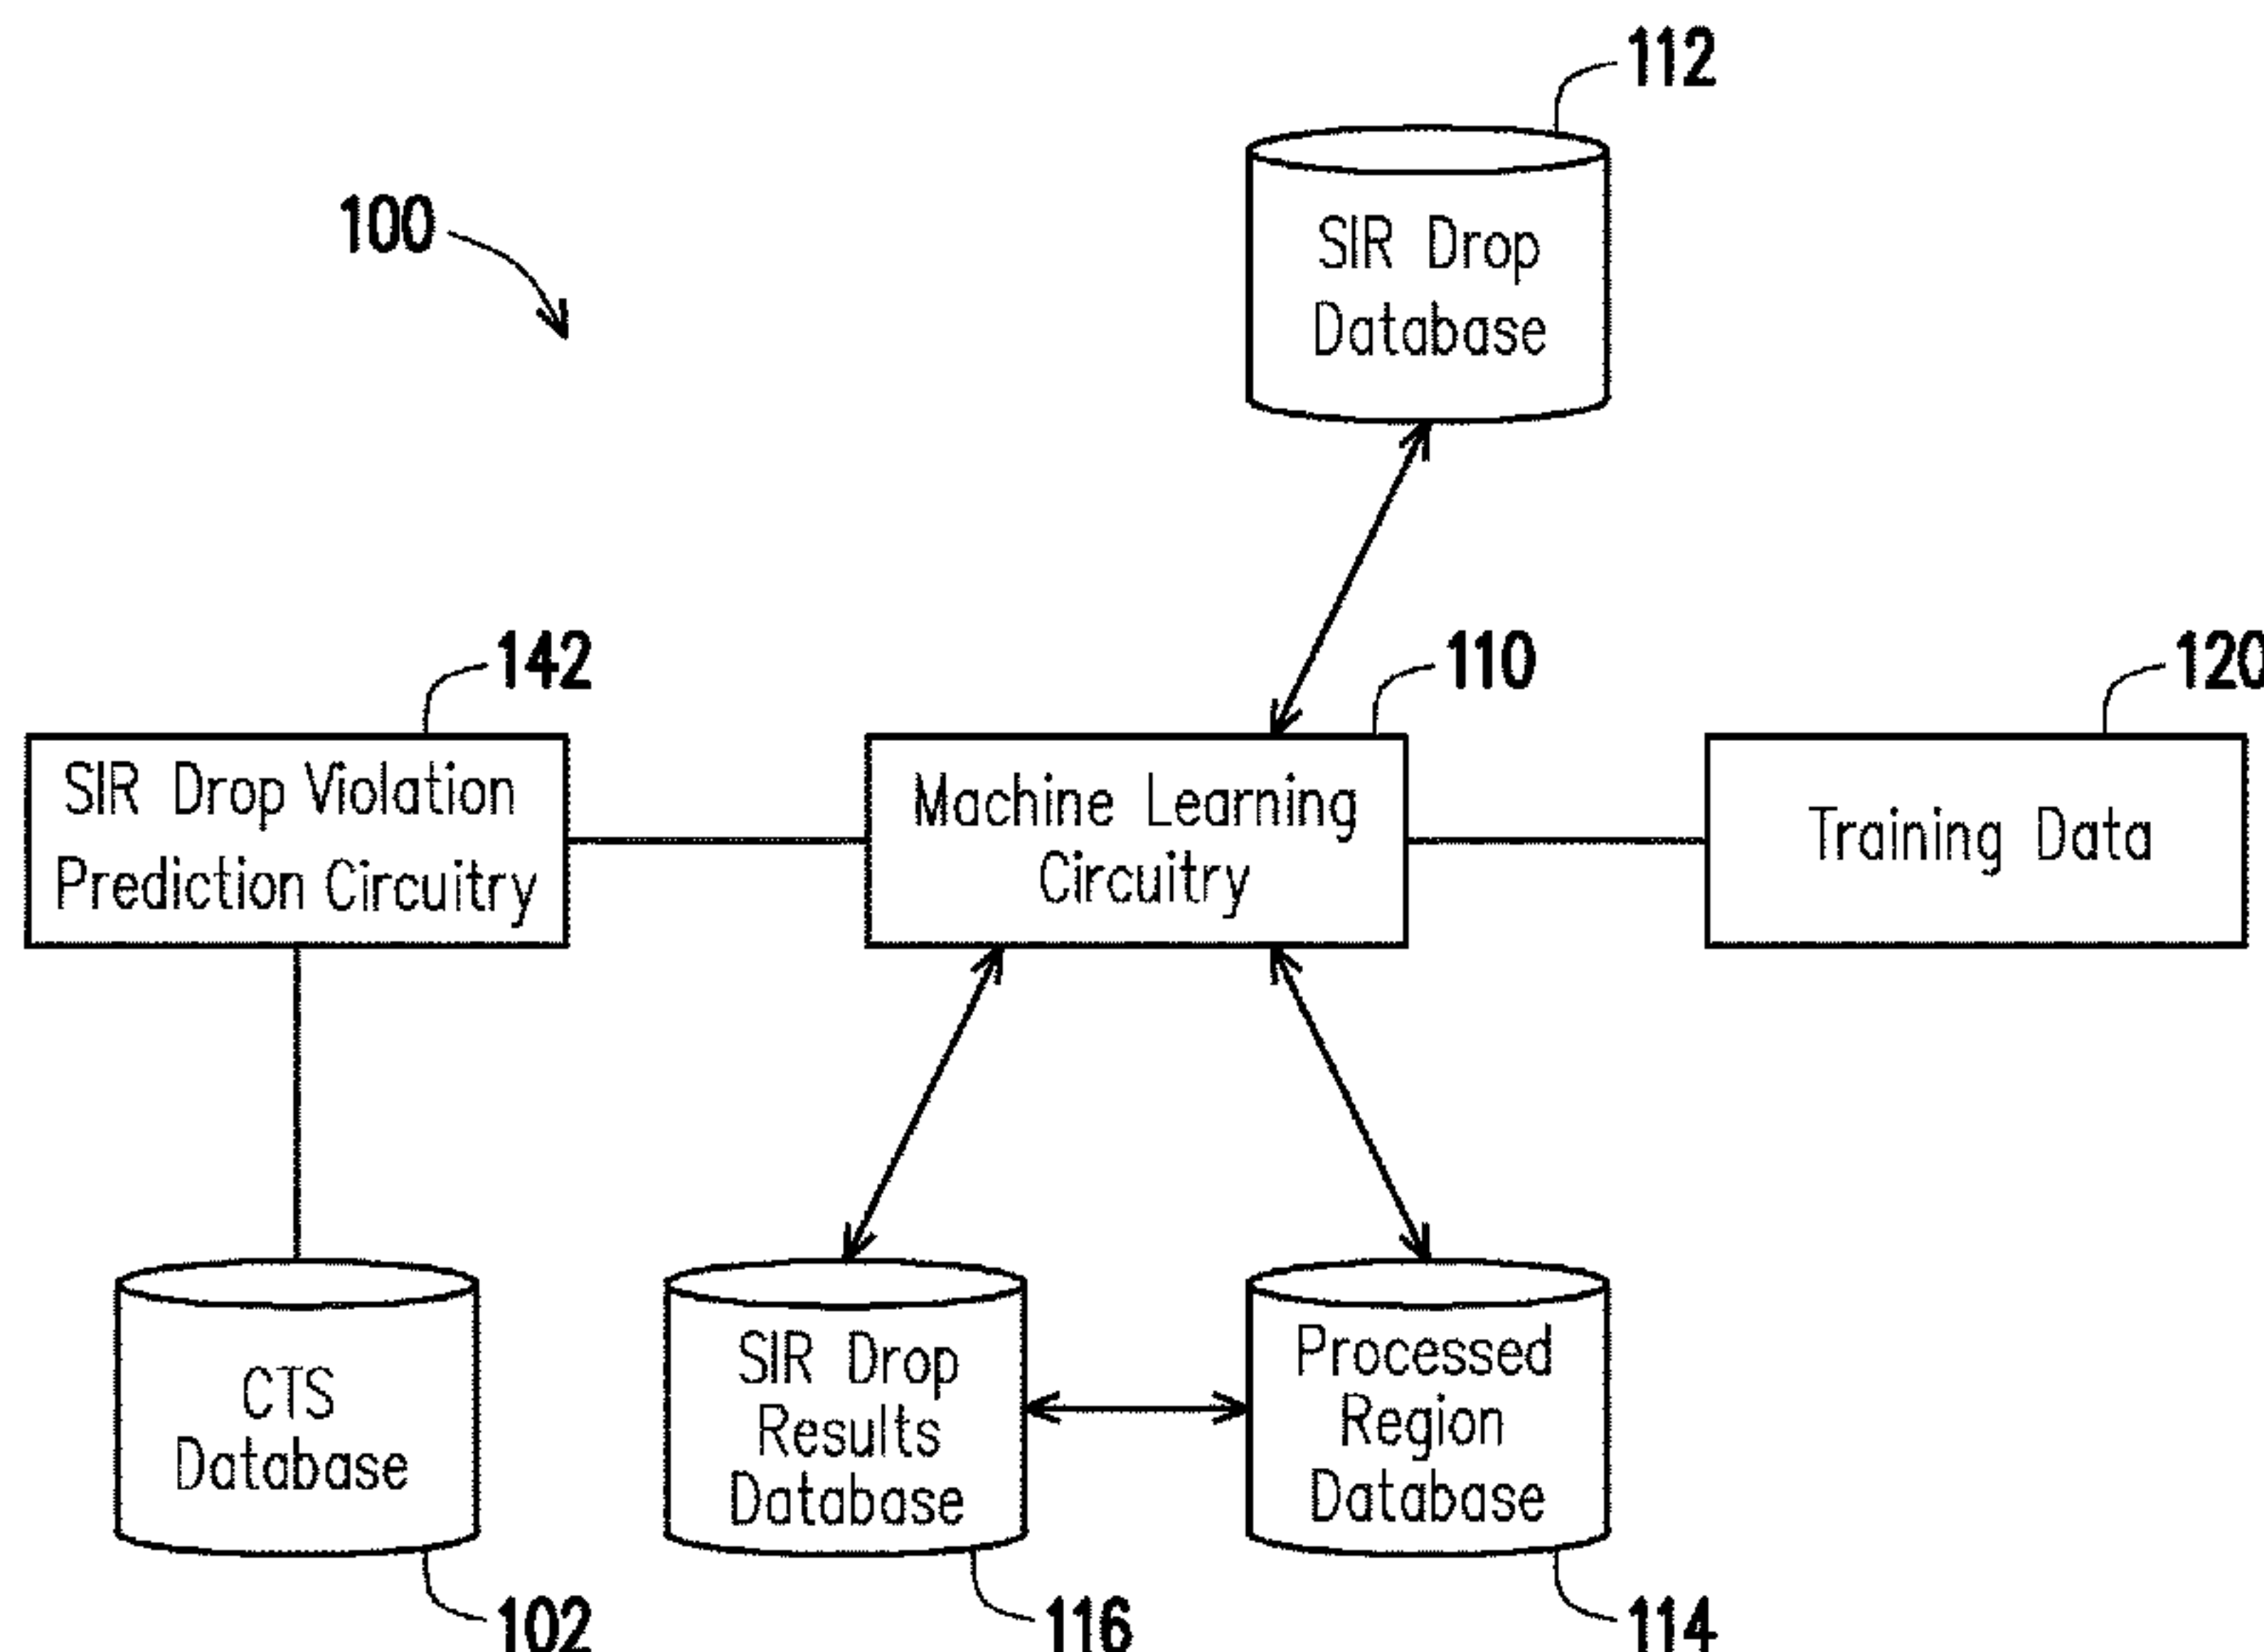 112
100
SIR Drop
Database
142
110
120
SIR Drop Violation
Prediction Circuitry
Machine Learning
Circuitry
Training Data
CTS
Database
SIR Drop
Results
Database
Processed
Region
Database
102
116
114